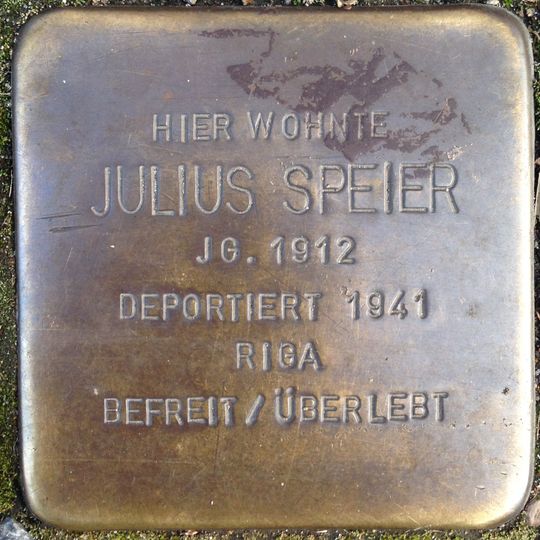 HIER WOHNTE
JULIUS SPEIER
JG. 1912
DEPORTIERT 1941
RIGA
BEFREIT / ÜBERLEBT